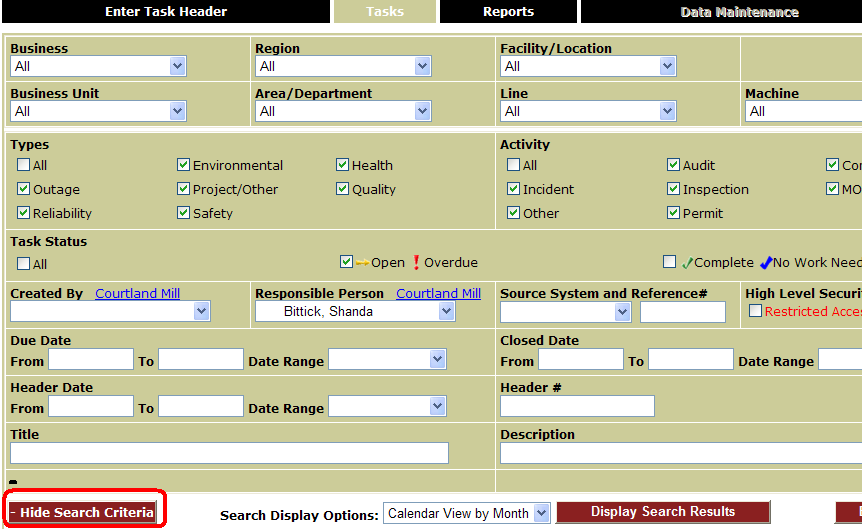 Enter Task Header Tasks Reports Data Maintenance
Business Region Facility/Location
All All All
Business Unit Area/Department Line Machine
All All All All
Types Activity
All Environmental Health All Audit
Outage Project/Other Quality Incident Inspection MO
Reliability Safety Other Permit
Task Status
All Open ! Overdue Complete No Work Need
Created By Courtland Mill Responsible Person Courtland Mill Source System and Reference# High Level Securi
Bittick, Shanda Restricted Acces
Due Date Closed Date
From To Date Range From To Date Range
Header Date Header #
From To Date Range
Title Description
- Hide Search Criteria Search Display Options: Calendar View by Month Display Search Results